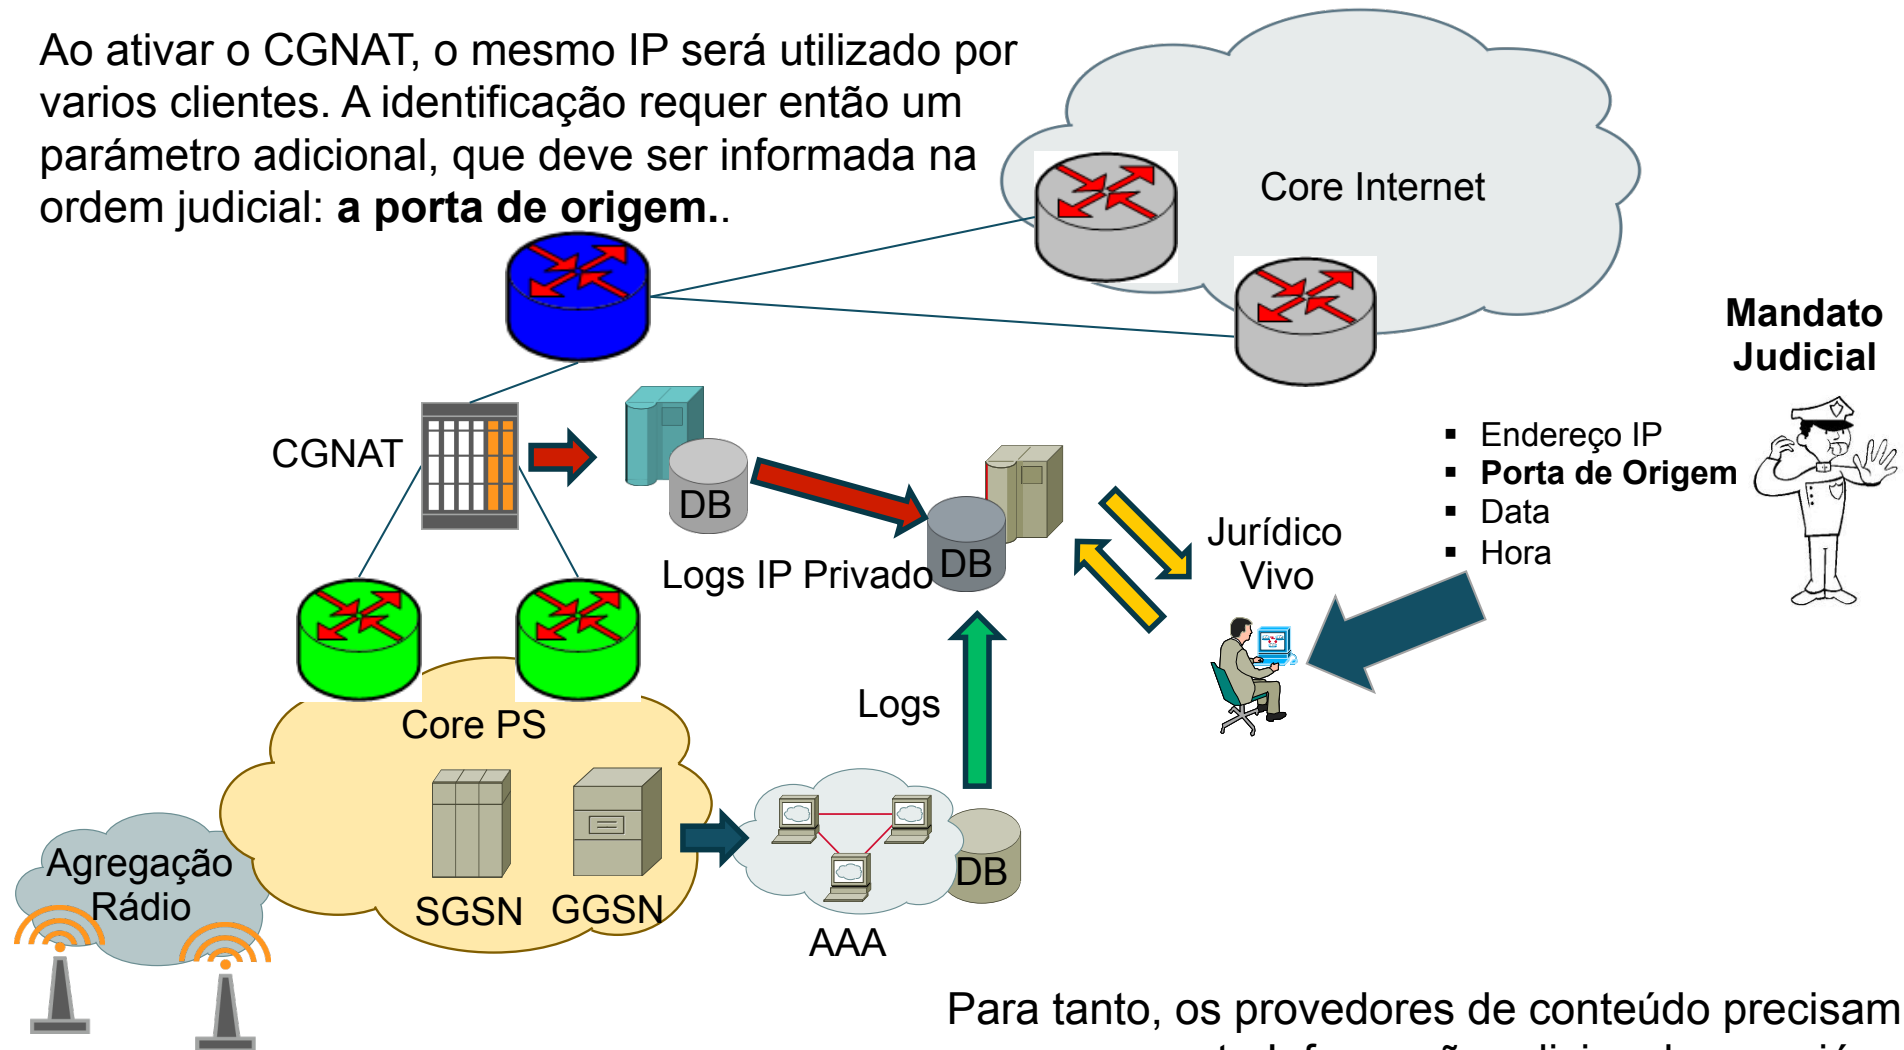 Ao ativar o CGNAT, o mesmo IP será utilizado por
varios clientes. A identificação requer então um
parámetro adicional, que deve ser informada na
ordem judicial: a porta de origem..
Core Internet
Mandato
Judicial
CGNAT
DB
Logs IP Privado
DB
Jurídico
Vivo
▪ Endereço IP
▪ Porta de Origem
▪ Data
▪ Hora
Logs
Core PS
SGSN
GGSN
Agregação
Rádio
AAA
DB
Para tanto, os provedores de conteúdo precisam